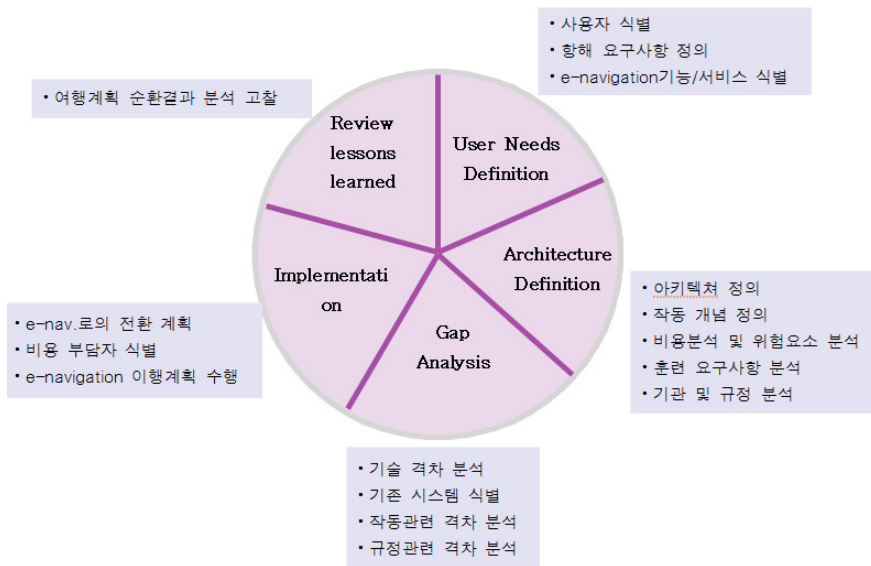 • 사용자 식별
• 항해 요구사항 정의
• e-navigation기능/서비스 식별
• 여행계획 순환결과 분석 고찰
Review
lessons
learned
User Needs
Definition
Architecture
Definition
Implementati
on
Gap
Analysis
• 아키텍쳐 정의
• 작동 개념 정의
• 비용분석 및 위험요소 분석
• 훈련 요구사항 분석
• 기관 및 규정 분석
• e-nav.로의 전환 계획
• 비용 부담자 식별
• e-navigation 이행계획 수행
• 기술 격차 분석
• 기존 시스템 식별
• 작동관련 격차 분석
• 규정관련 격차 분석